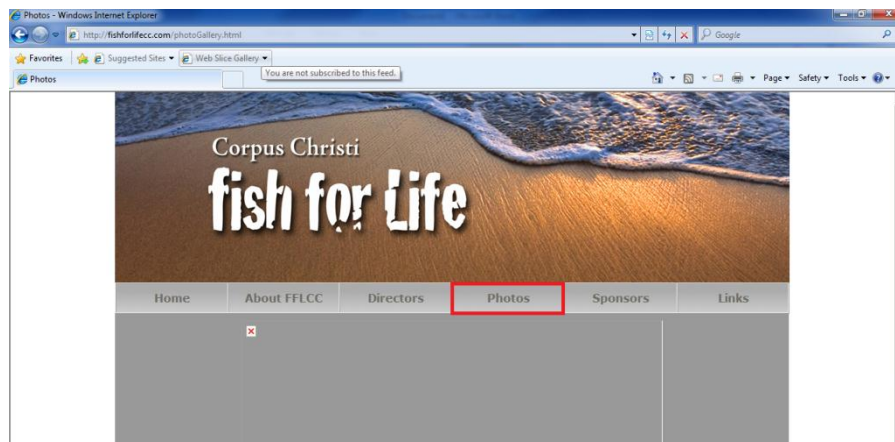 Photos - Windows Internet Explorer
http://fishforlifecc.com/photoGallery.html
Google
Favorites Suggested Sites Web Slice Gallery
You are not subscribed to this feed.
Photos
Page Safety Tools
Corpus Christi
fish for Life
Home About FFLCC Directors Photos Sponsors Links